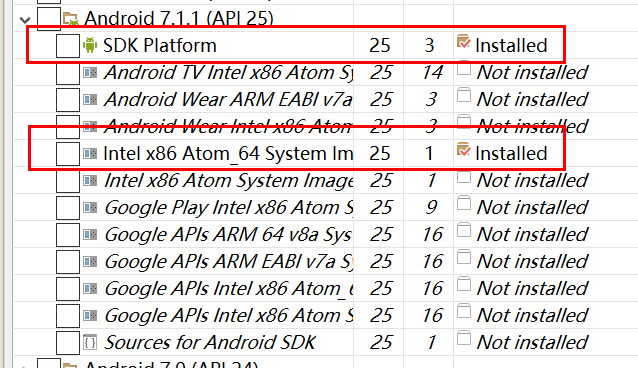 Android 7.1.1 (API 25)
SDK Platform 25 3 Installed
Android TV Intel x86 Atom Sy 25 14 Not installed
Android Wear ARM EABI v7a 25 3 Not installed
Android Wear Intel x86 Atom 25 3 Not installed
Intel x86 Atom_64 System Im 25 1 Installed
Intel x86 Atom System Image 25 1 Not installed
Google Play Intel x86 Atom S 25 9 Not installed
Google APIs ARM 64 v8a Sys 25 16 Not installed
Google APIs ARM EABI v7a Sy 25 16 Not installed
Google APIs Intel x86 Atom_6 25 16 Not installed
Google APIs Intel x86 Atom S 25 16 Not installed
Sources for Android SDK 25 1 Not installed
Android 7.0 (API 24)